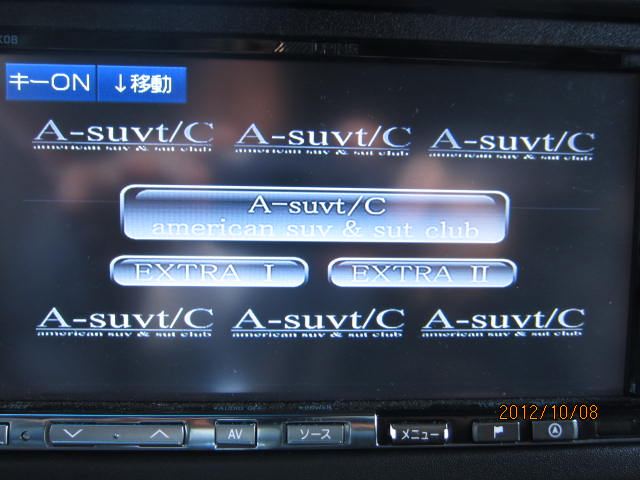 X08
ALPINE
キーON ↓移動
A-suvt/C A-suvt/C A-suvt/C
american suv & sut club american suv & sut club american suv & sut club
A-suvt/C
american suv & sut club
EXTRA I EXTRA II
A-suvt/C A-suvt/C A-suvt/C
american suv & sut club american suv & sut club american suv & sut club
2012/10/08
AV ソース メニュー